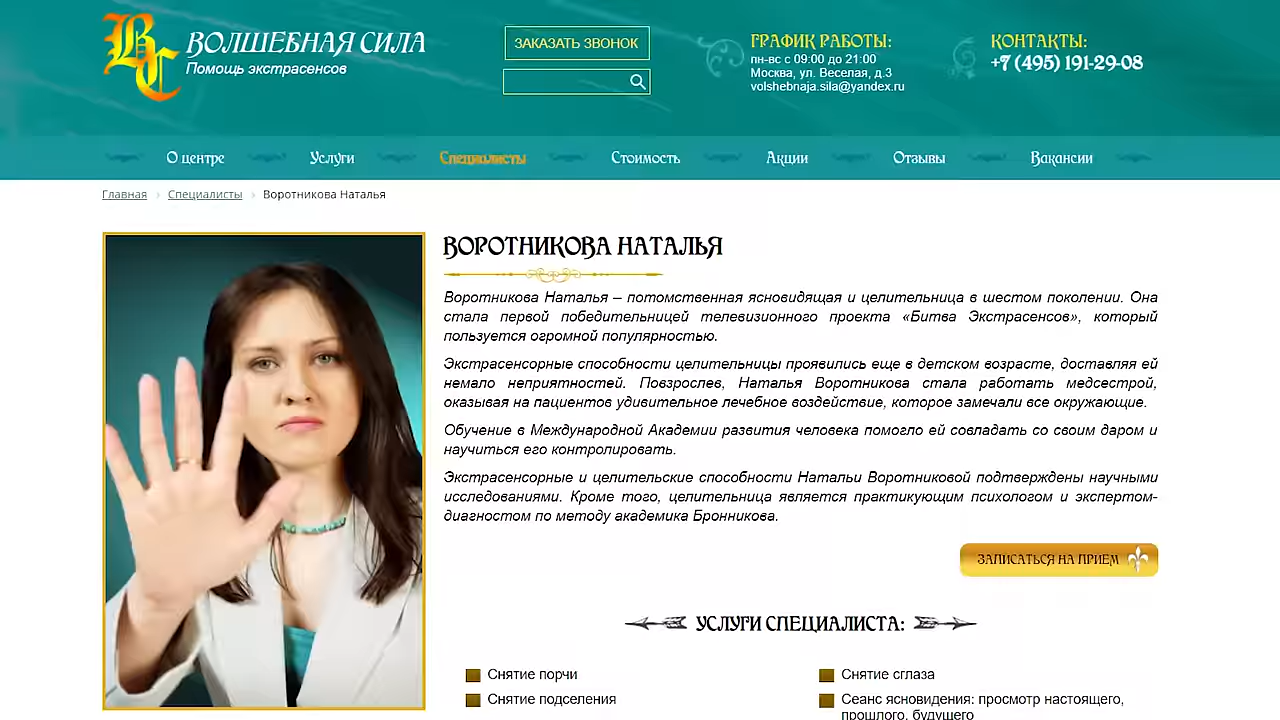 ВС
ВОЛШЕБНАЯ СИЛА
Помощь экстрасенсов
ЗАКАЗАТЬ ЗВОНОК
ГРАФИК РАБОТЫ:
пн-вс с 09:00 до 21:00
Москва, ул. Веселая, д.3
volshebnaja.sila@yandex.ru
КОНТАКТЫ:
+7 (495) 191-29-08
О центре Услуги Специалисты Стоимость Акции Отзывы Вакансии
Главная › Специалисты › Воротникова Наталья
ВОРОТНИКОВА НАТАЛЬЯ
Воротникова Наталья – потомственная ясновидящая и целительница в шестом поколении. Она
стала первой победительницей телевизионного проекта «Битва Экстрасенсов», который
пользуется огромной популярностью.
Экстрасенсорные способности целительницы проявились еще в детском возрасте, доставляя ей
немало неприятностей. Повзрослев, Наталья Воротникова стала работать медсестрой,
оказывая на пациентов удивительное лечебное воздействие, которое замечали все окружающие.
Обучение в Международной Академии развития человека помогло ей совладать со своим даром и
научиться его контролировать.
Экстрасенсорные и целительские способности Натальи Воротниковой подтверждены научными
исследованиями. Кроме того, целительница является практикующим психологом и экспертом-
диагностом по методу академика Бронникова.
ЗАПИСАТЬСЯ НА ПРИЕМ
УСЛУГИ СПЕЦИАЛИСТА:
Снятие порчи
Снятие сглаза
Снятие подселения
Сеанс ясновидения: просмотр настоящего,
прошлого, будущего